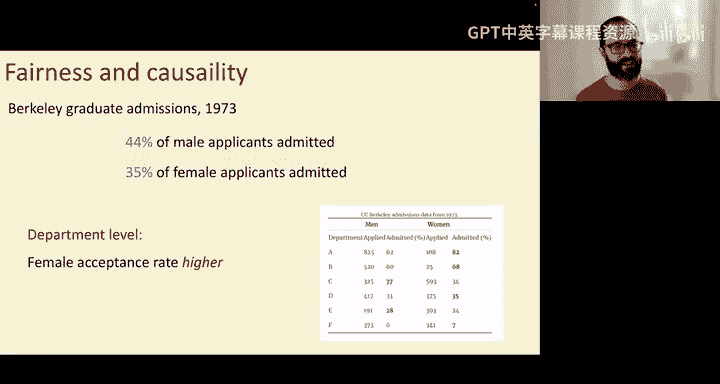 GPT中英字幕课程资源
bilibili
Fairness and causaility
Berkeley graduate admissions, 1973
44% of male applicants admitted
35% of female applicants admitted
Department level:
Female acceptance rate higher
UC Berkeley admissions data from 1973.
Men Women
Department Applied Admitted (%) Applied Admitted (%)
A 825 62 108 82
B 520 60 25 68
C 325 37 593 34
D 417 33 375 35
E 191 28 393 24
F 373 6 341 7